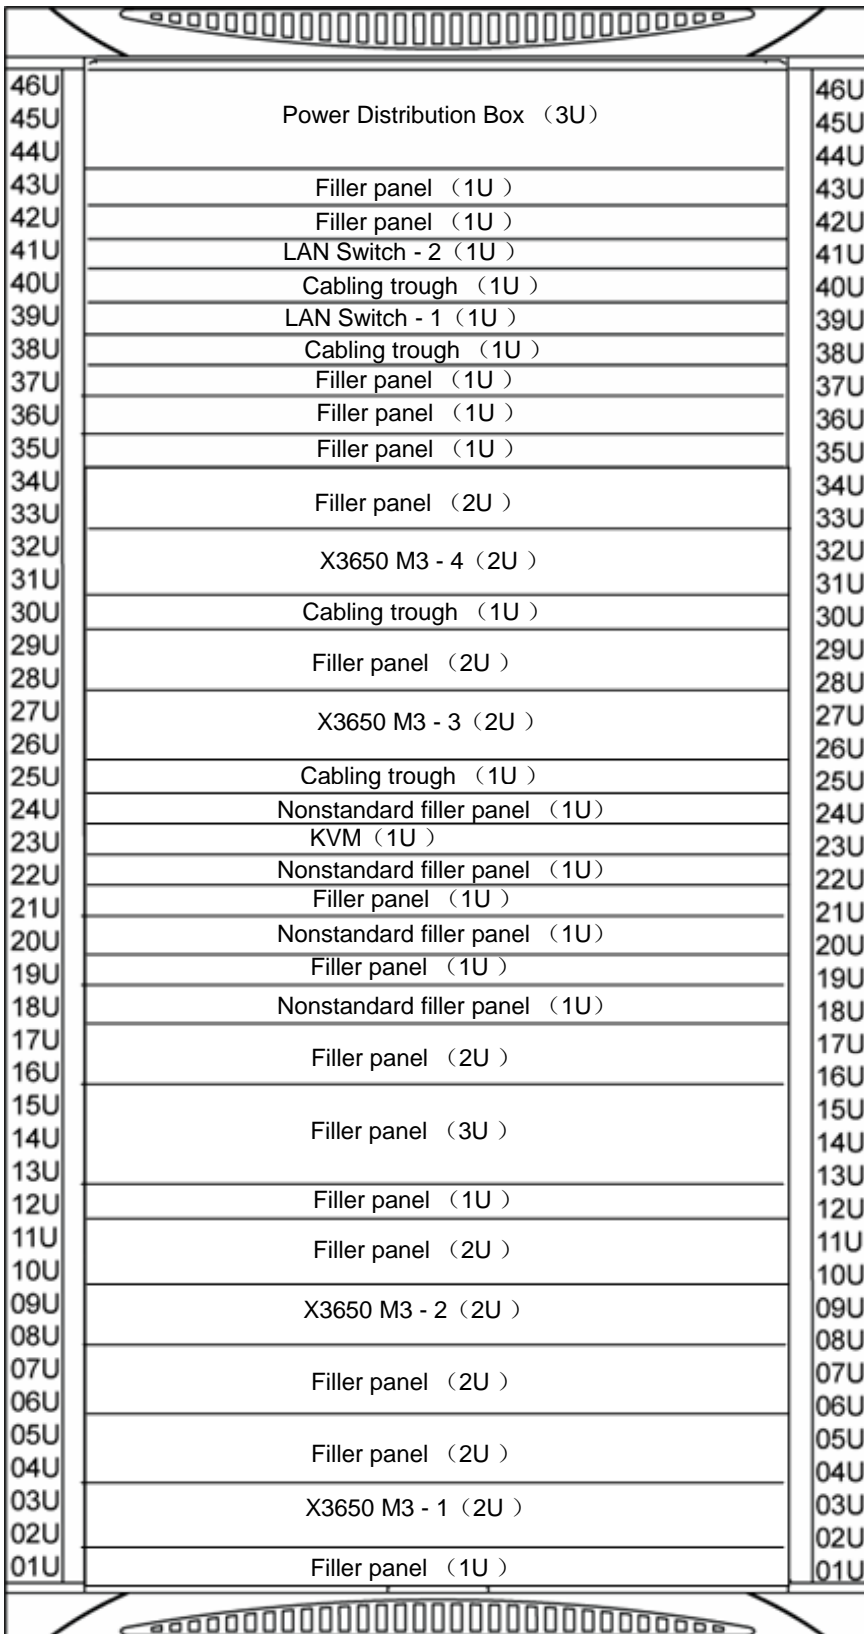 46U Power Distribution Box （3U） 46U
45U 45U
44U 44U
43U Filler panel （1U ） 43U
42U Filler panel （1U ） 42U
41U LAN Switch - 2（1U ） 41U
40U Cabling trough （1U ） 40U
39U LAN Switch - 1（1U ） 39U
38U Cabling trough （1U ） 38U
37U Filler panel （1U ） 37U
36U Filler panel （1U ） 36U
35U Filler panel （1U ） 35U
34U Filler panel （2U ） 34U
33U 33U
32U X3650 M3 - 4（2U ） 32U
31U 31U
30U Cabling trough （1U ） 30U
29U Filler panel （2U ） 29U
28U 28U
27U X3650 M3 - 3（2U ） 27U
26U 26U
25U Cabling trough （1U ） 25U
24U Nonstandard filler panel （1U） 24U
23U KVM（1U ） 23U
22U Nonstandard filler panel （1U） 22U
21U Filler panel （1U ） 21U
20U Nonstandard filler panel （1U） 20U
19U Filler panel （1U ） 19U
18U Nonstandard filler panel （1U） 18U
17U Filler panel （2U ） 17U
16U 16U
15U 15U
14U Filler panel （3U ） 14U
13U 13U
12U Filler panel （1U ） 12U
11U Filler panel （2U ） 11U
10U 10U
09U X3650 M3 - 2（2U ） 09U
08U 08U
07U Filler panel （2U ） 07U
06U 06U
05U Filler panel （2U ） 05U
04U 04U
03U X3650 M3 - 1（2U ） 03U
02U 02U
01U Filler panel （1U ） 01U